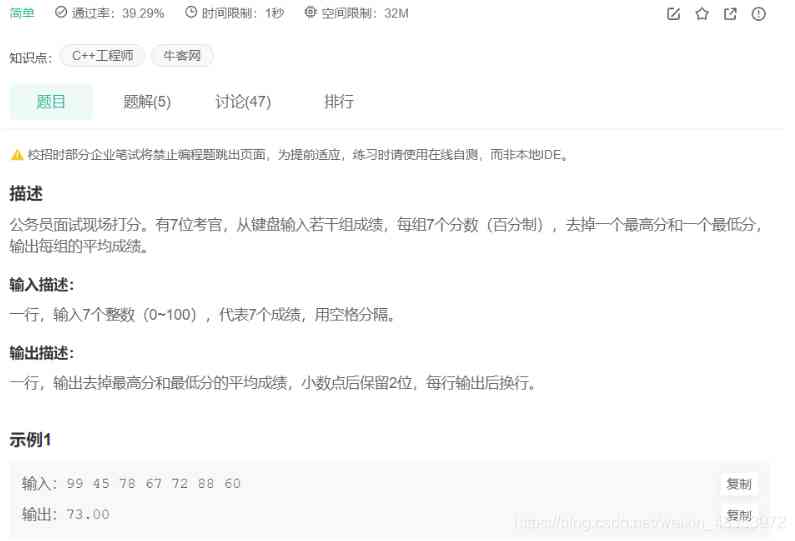 简单 通过率：39.29% 时间限制：1秒 空间限制：32M
知识点： C++工程师 牛客网
题目 题解(5) 讨论(47) 排行
校招时部分企业笔试将禁止编程题跳出页面，为提前适应，练习时请使用在线自测，而非本地IDE。
描述
公务员面试现场打分。有7位考官，从键盘输入若干组成绩，每组7个分数（百分制），去掉一个最高分和一个最低分，
输出每组的平均成绩。
输入描述：
一行，输入7个整数（0~100），代表7个成绩，用空格分隔。
输出描述：
一行，输出去掉最高分和最低分的平均成绩，小数点后保留2位，每行输出后换行。
示例1
输入：99 45 78 67 72 88 60 复制
输出：73.00 复制